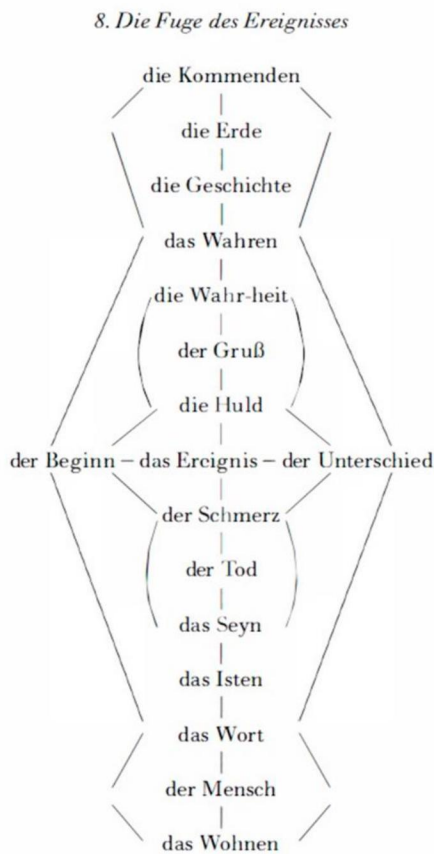 8. Die Fuge des Ereignisses
die Kommenden
die Erde
die Geschichte
das Wahren
die Wahr-heit
der Gruß
die Huld
der Beginn – das Ereignis – der Unterschied
der Schmerz
der Tod
das Seyn
das Isten
das Wort
der Mensch
das Wohnen